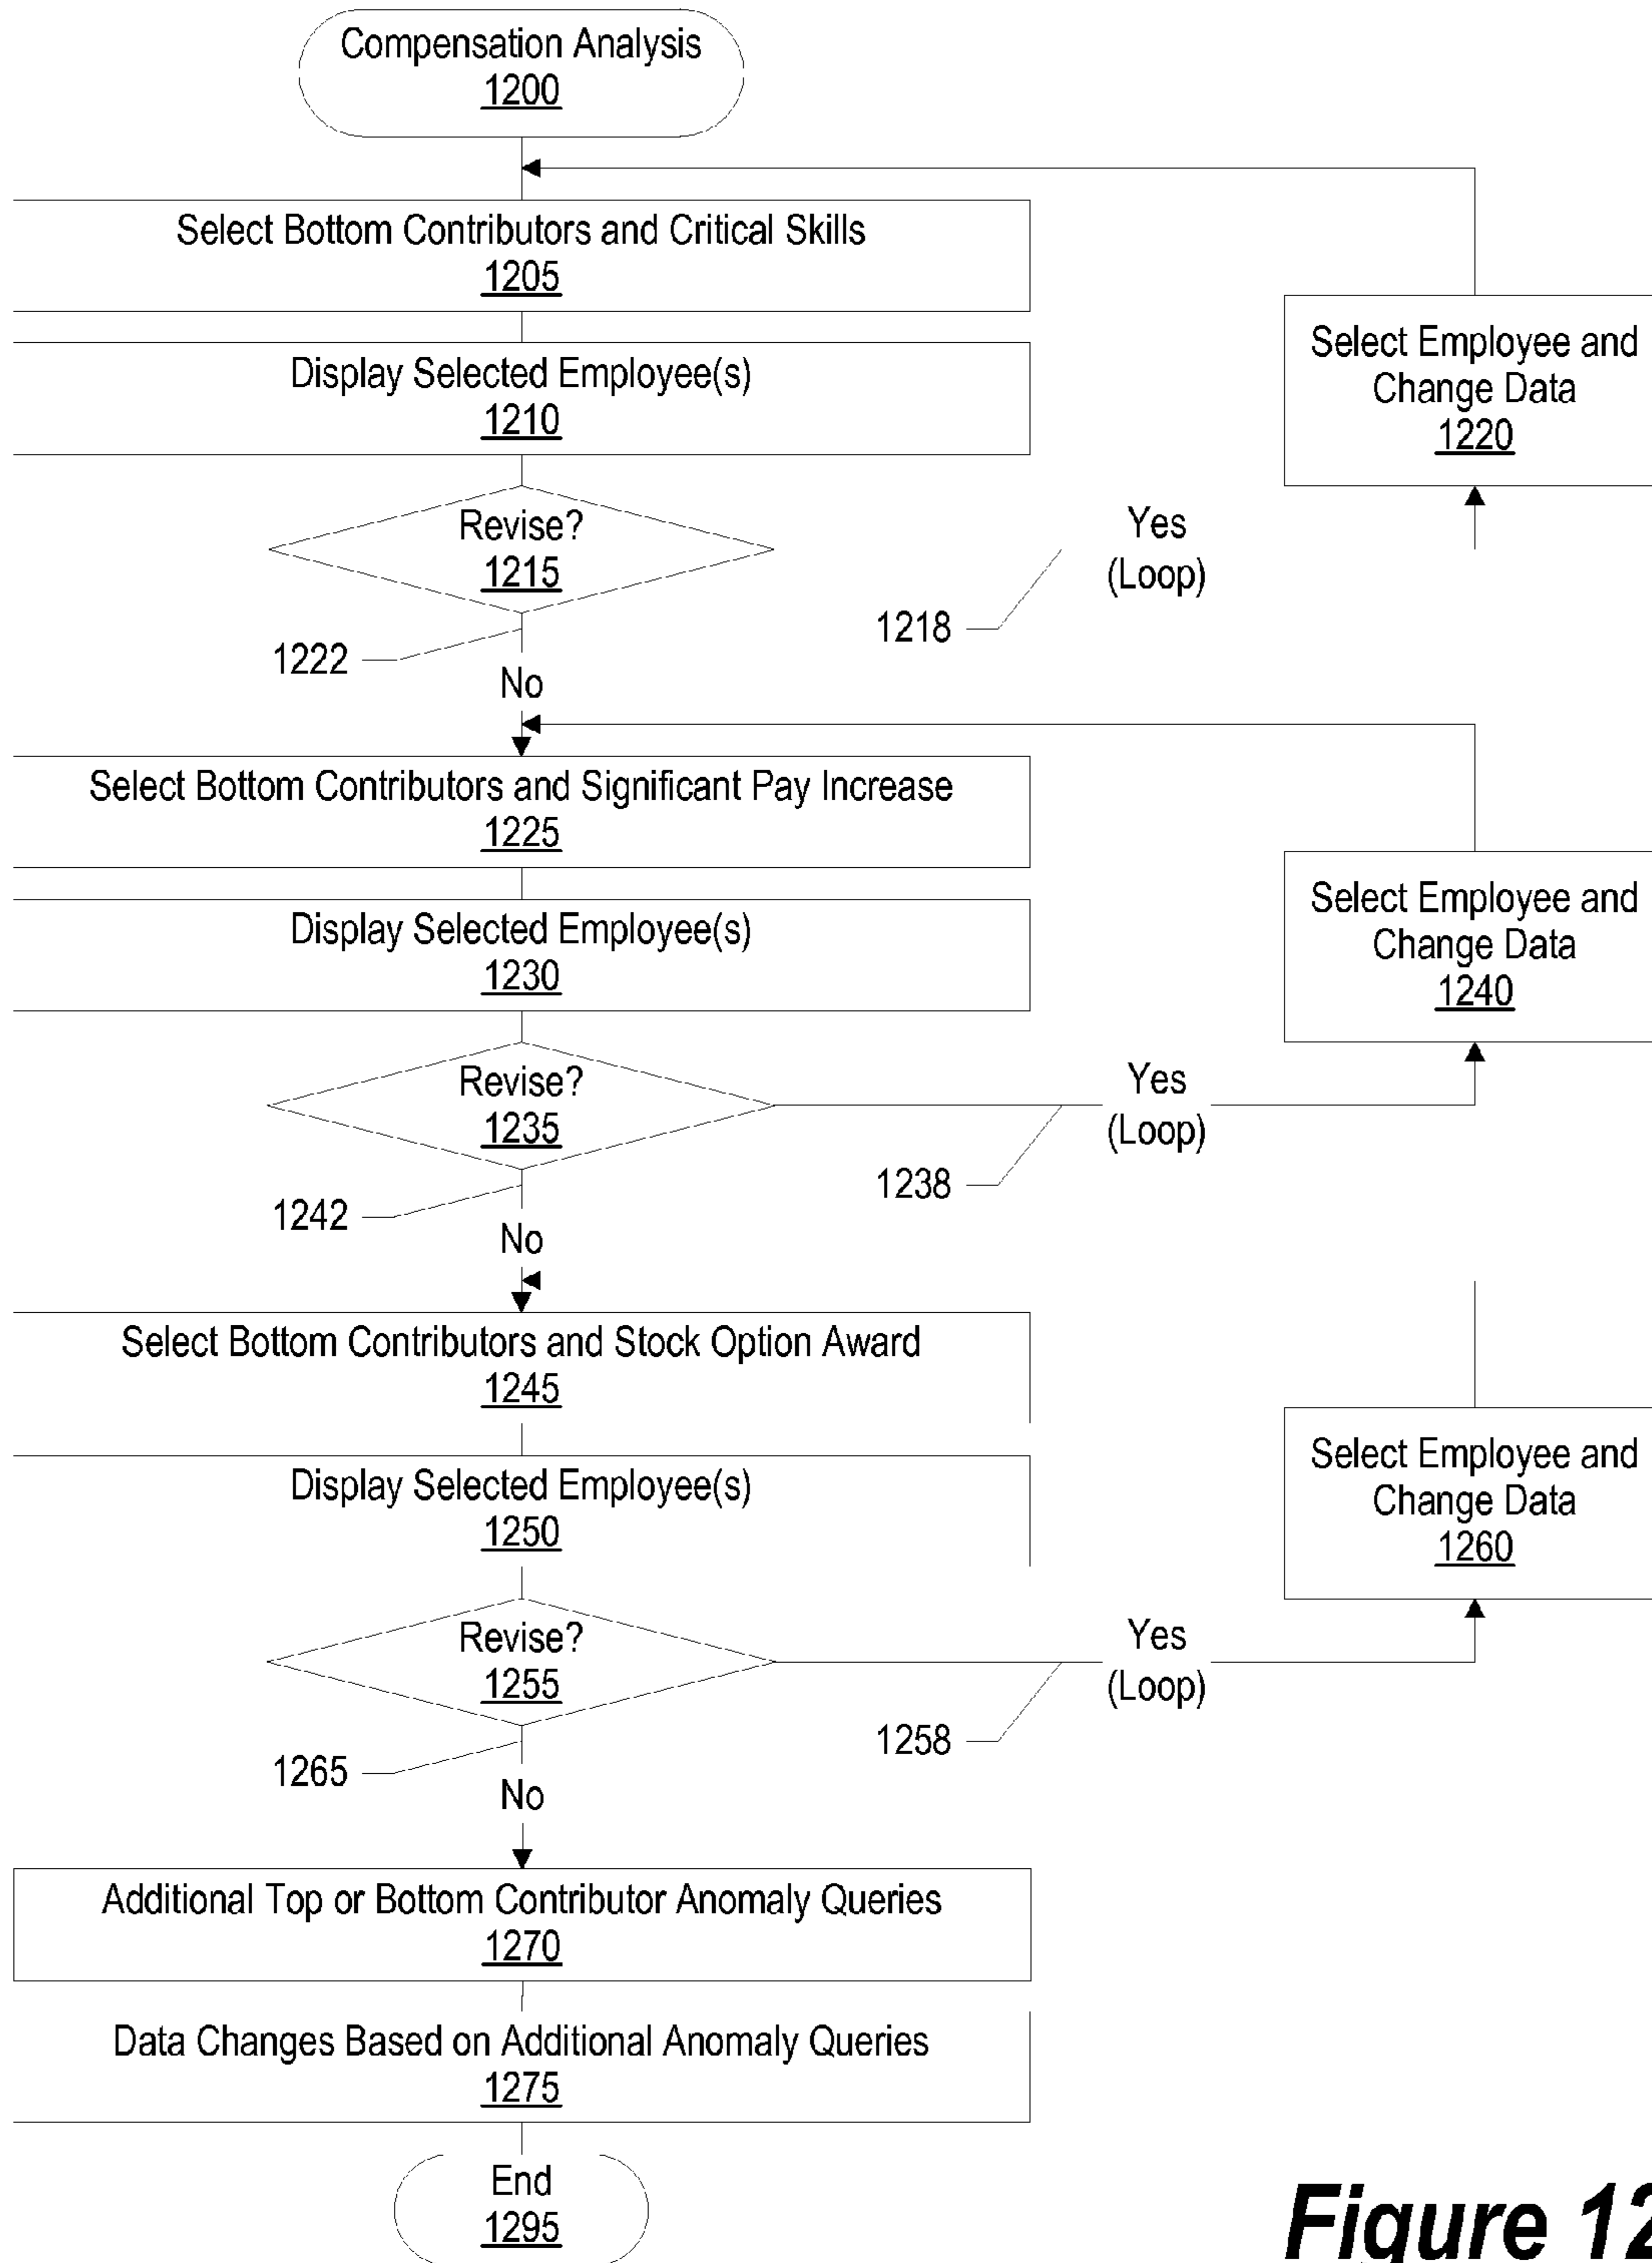 Compensation Analysis
1200
Select Bottom Contributors and Critical Skills
1205
Display Selected Employee(s)
1210
Select Employee and
Change Data
1220
Revise?
1215
Yes
(Loop)
1218
1222
No
Select Bottom Contributors and Significant Pay Increase
1225
Display Selected Employee(s)
1230
Select Employee and
Change Data
1240
Revise?
1235
Yes
(Loop)
1238
1242
No
Select Bottom Contributors and Stock Option Award
1245
Display Selected Employee(s)
1250
Select Employee and
Change Data
1260
Revise?
1255
Yes
(Loop)
1258
1265
No
Additional Top or Bottom Contributor Anomaly Queries
1270
Data Changes Based on Additional Anomaly Queries
1275
End
1295
Figure 12